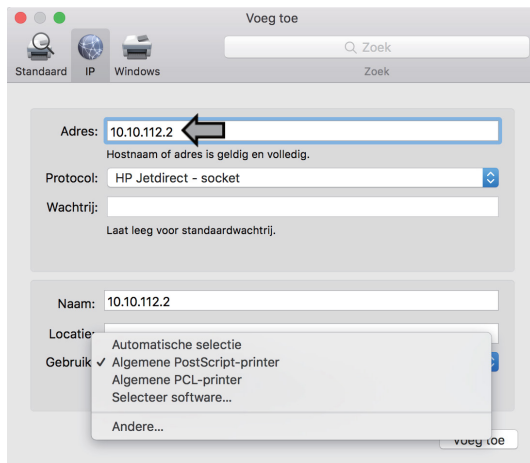 Voeg toe
Standaard IP Windows
Zoek
Zoek
Adres: 10.10.112.2
Hostnaam of adres is geldig en volledig.
Protocol: HP Jetdirect - socket
Wachtrij:
Laat leeg voor standaardwachtrij.
Naam: 10.10.112.2
Locatie:
Automatische selectie
Gebruik ✓ Algemene PostScript-printer
Algemene PCL-printer
Selecteer software...
Andere...
Voeg toe